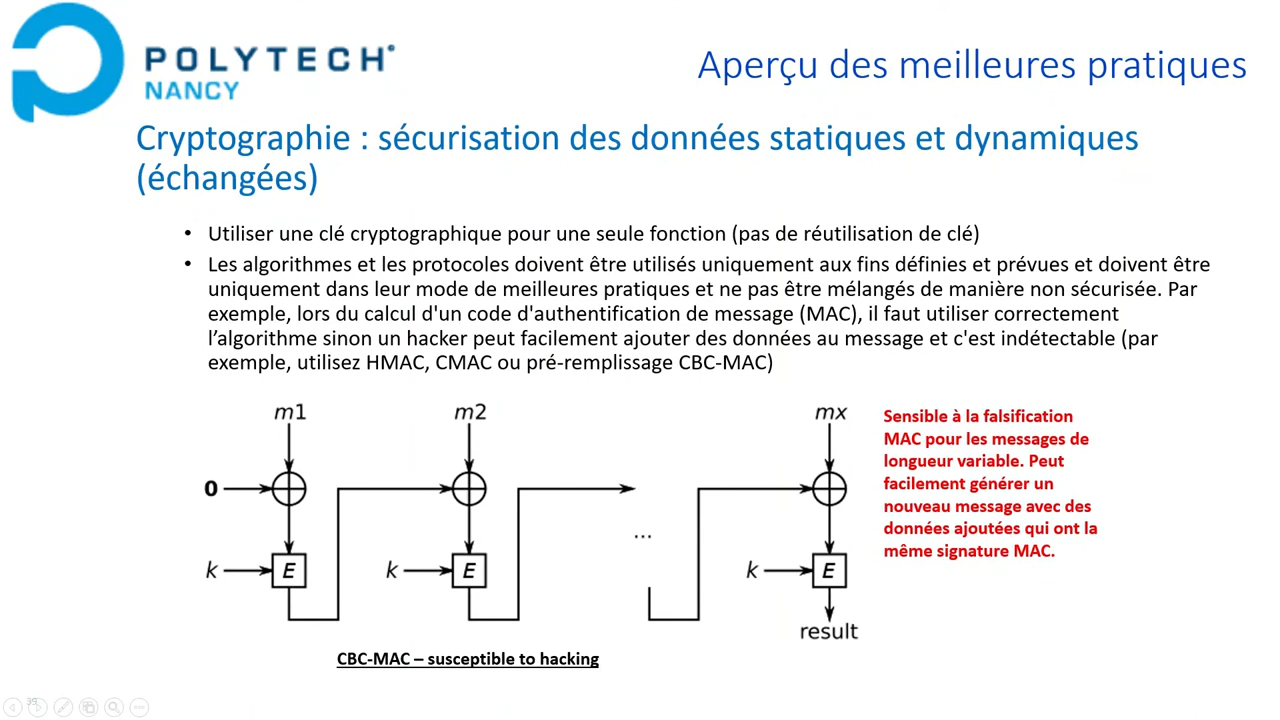 POLYTECH®
NANCY
Aperçu des meilleures pratiques
Cryptographie : sécurisation des données statiques et dynamiques
(échangées)
• Utiliser une clé cryptographique pour une seule fonction (pas de réutilisation de clé)
• Les algorithmes et les protocoles doivent être utilisés uniquement aux fins définies et prévues et doivent être
uniquement dans leur mode de meilleures pratiques et ne pas être mélangés de manière non sécurisée. Par
exemple, lors du calcul d'un code d'authentification de message (MAC), il faut utiliser correctement
l’algorithme sinon un hacker peut facilement ajouter des données au message et c'est indétectable (par
exemple, utilisez HMAC, CMAC ou pré-remplissage CBC-MAC)
m1 m2 mx
0
...
k E k E k E
result
Sensible à la falsification
MAC pour les messages de
longueur variable. Peut
facilement générer un
nouveau message avec des
données ajoutées qui ont la
même signature MAC.
CBC-MAC – susceptible to hacking
39